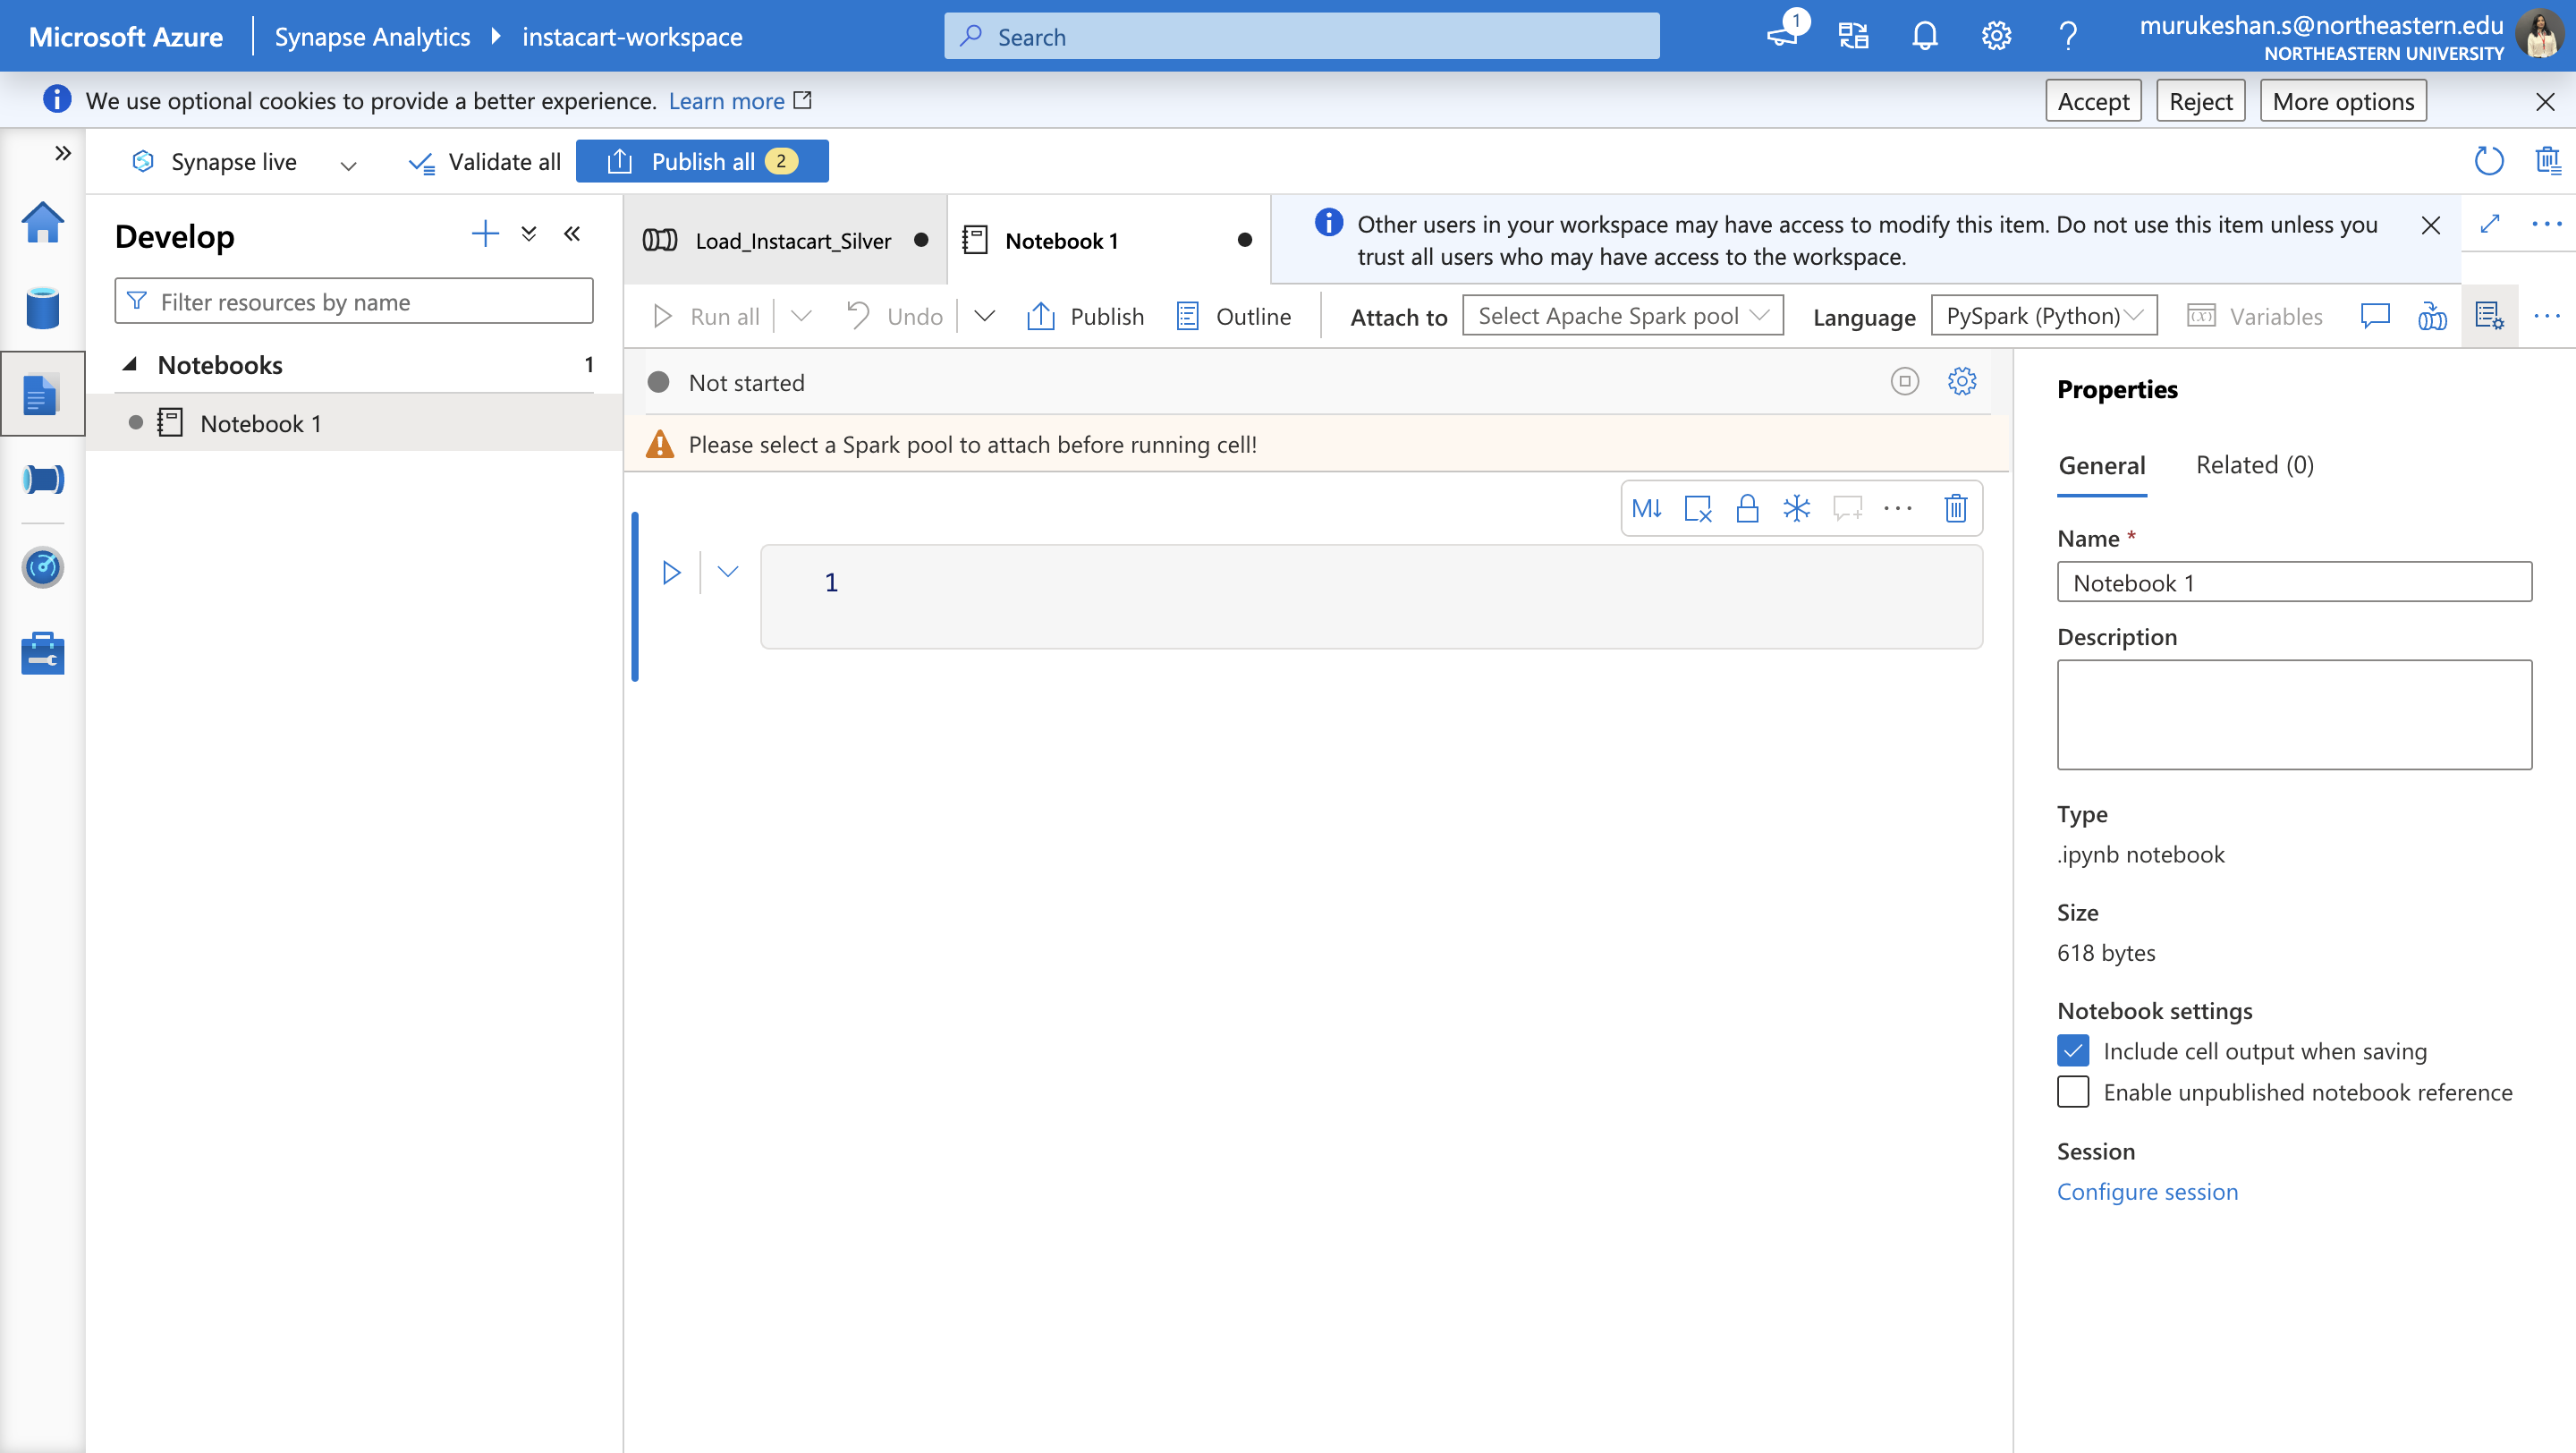 Microsoft Azure
Synapse Analytics
instacart-workspace
Search
1
murukeshan.s@northeastern.edu
NORTHEASTERN UNIVERSITY
We use optional cookies to provide a better experience. Learn more
Accept
Reject
More options
Synapse live
Validate all
Publish all 2
Develop
Filter resources by name
Notebooks 1
Notebook 1
Load_Instacart_Silver
Notebook 1
Other users in your workspace may have access to modify this item. Do not use this item unless you
trust all users who may have access to the workspace.
Run all
Undo
Publish
Outline
Attach to
Select Apache Spark pool
Language
PySpark (Python)
Variables
Not started
Please select a Spark pool to attach before running cell!
M↓
1
Properties
General
Related (0)
Name *
Notebook 1
Description
Type
.ipynb notebook
Size
618 bytes
Notebook settings
Include cell output when saving
Enable unpublished notebook reference
Session
Configure session